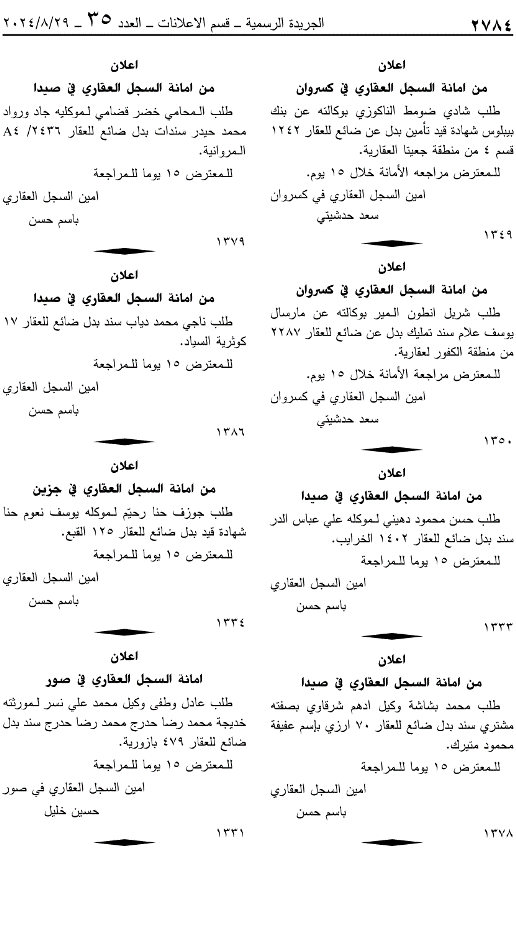 ٢٧٨٤
الجريدة الرسمية ـ قسم الاعلانات ـ العدد ٣٥ ـ ٢٠٢٤/٨/٢٩
اعلان
من امانة السجل العقاري في كسروان
طلب شادي ضومط الناكوزي بوكالته عن بنك
بيبلوس شهادة قيد تأمين بدل عن ضائع للعقار ١٢٤٢
قسم ٤ من منطقة جعيتا العقارية.
للمعترض مراجعه الأمانة خلال ١٥ يوم.
امين السجل العقاري في كسروان
سعد حدشيتي
١٣٤٩
اعلان
من امانة السجل العقاري في كسروان
طلب شربل انطون المير بوكالته عن مارسال
يوسف علام سند تمليك بدل عن ضائع للعقار ٢٢٨٧
من منطقة الكفور لعقارية.
للمعترض مراجعة الأمانة خلال ١٥ يوم.
امين السجل العقاري في كسروان
سعد حدشيتي
١٣٥٠
اعلان
من امانة السجل العقاري في صيدا
طلب حسن محمود دهيني لموكله علي عباس الدر
سند بدل ضائع للعقار ١٤٠٢ الخرايب.
للمعترض ١٥ يوما للمراجعة
امين السجل العقاري
باسم حسن
١٣٣٣
اعلان
من امانة السجل العقاري في صيدا
طلب محمد بشاشة وكيل ادهم شرقاوي بصفته
مشتري سند بدل ضائع للعقار ٧٠ ارزي بإسم عفيفة
محمود متيرك.
للمعترض ١٥ يوما للمراجعة
امين السجل العقاري
باسم حسن
١٣٧٨
اعلان
من امانة السجل العقاري في صيدا
طلب المحامي خضر قضامي لموكليه جاد ورواد
محمد حيدر سندات بدل ضائع للعقار ٢٤٣٦/ A٤
المروانية.
للمعترض ١٥ يوما للمراجعة
امين السجل العقاري
باسم حسن
١٣٧٩
اعلان
من امانة السجل العقاري في صيدا
طلب ناجي محمد دياب سند بدل ضائع للعقار ١٧
كوثرية السياد.
للمعترض ١٥ يوما للمراجعة
امين السجل العقاري
باسم حسن
١٣٨٦
اعلان
من امانة السجل العقاري في جزين
طلب جوزف حنا رحيّم لموكله يوسف نعوم حنا
شهادة قيد بدل ضائع للعقار ١٢٥ القبع.
للمعترض ١٥ يوما للمراجعة
امين السجل العقاري
باسم حسن
١٣٣٤
اعلان
امانة السجل العقاري في صور
طلب عادل وطفى وكيل محمد علي نسر لمورثته
خديجة محمد رضا حدرج محمد رضا حدرج سند بدل
ضائع للعقار ٤٧٩ بازورية.
للمعترض ١٥ يوما للمراجعة
امين السجل العقاري في صور
حسين خليل
١٣٣١